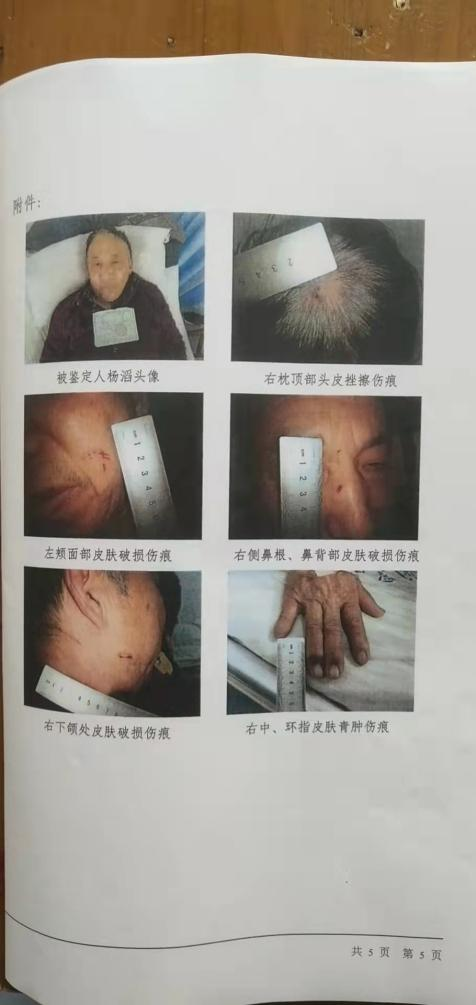 附件：
被鉴定人杨滔头像
右枕顶部头皮挫擦伤痕
左颊面部皮肤破损伤痕
右侧鼻根、鼻背部皮肤破损伤痕
右下颌处皮肤破损伤痕
右中、环指皮肤青肿伤痕
共 5 页 第 5 页